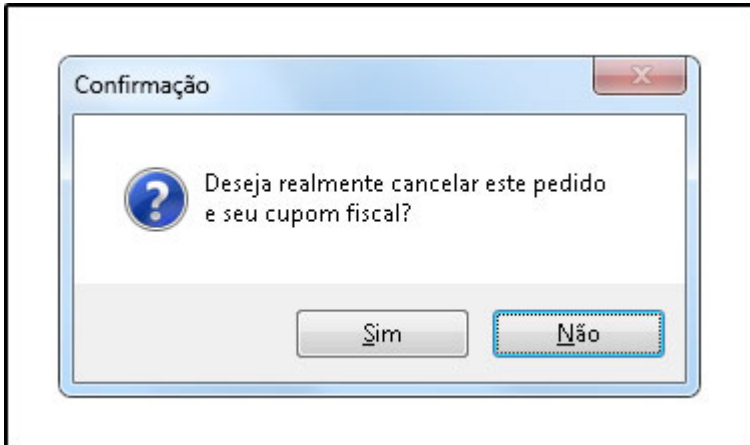 Confirmação
Deseja realmente cancelar este pedido
e seu cupom fiscal?
Sim
Não